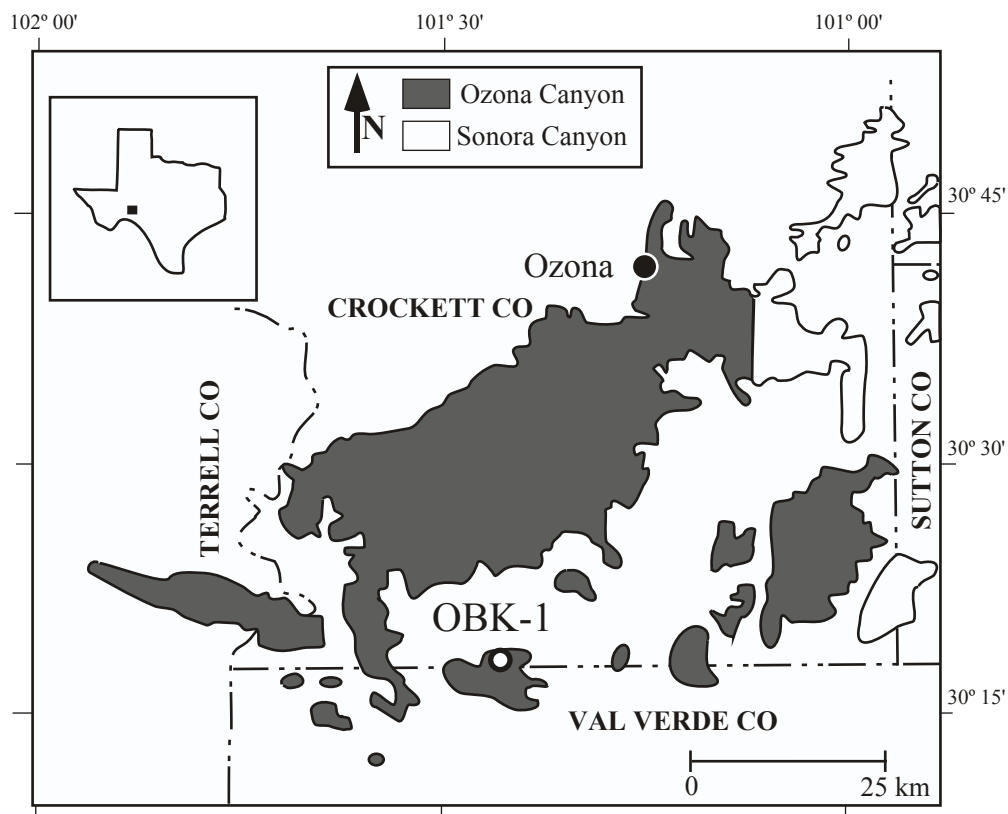 102º 00'
101º 30'
101º 00'
N
Ozona Canyon
Sonora Canyon
30º 45'
Ozona
CROCKETT CO
TERRELL CO
SUTTON CO
30º 30'
OBK-1
30º 15'
VAL VERDE CO
0
25 km